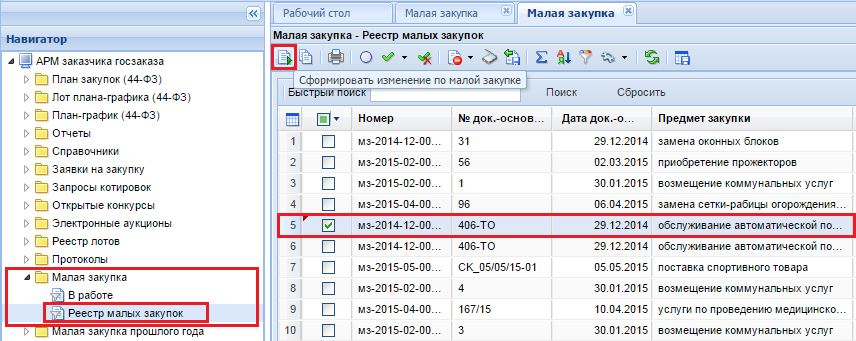 Рабочий стол
Малая закупка
Малая закупка
Навигатор
АРМ заказчика госзаказа
План закупок (44-ФЗ)
Лот плана-графика (44-ФЗ)
План-график (44-ФЗ)
Отчеты
Справочники
Заявки на закупку
Запросы котировок
Открытые конкурсы
Электронные аукционы
Реестр лотов
Протоколы
Малая закупка
В работе
Реестр малых закупок
Малая закупка прошлого года
Малая закупка - Реестр малых закупок
Сформировать изменение по малой закупке
Быстрый поиск Поиск Сбросить
Номер № док.-основ... Дата док.-о... Предмет закупки
1 мз-2014-12-00... 31 29.12.2014 замена оконных блоков
2 мз-2015-02-00... 56 02.03.2015 приобретение прожекторов
3 мз-2015-02-00... 1 30.01.2015 возмещение коммунальных услуг
4 мз-2015-04-00... 96 06.04.2015 замена сетки-рабицы огорождения...
5 мз-2014-12-00... 406-ТО 29.12.2014 обслуживание автоматической по...
6 мз-2014-12-00... 406-ТО 29.12.2014 обслуживание автоматической по...
7 мз-2015-05-00... СК_05/05/15-01 05.05.2015 поставка спортивного товара
8 мз-2015-02-00... 4 30.01.2015 возмещение коммунальных услуг
9 мз-2015-04-00... 167/15 10.04.2015 услуги по проведению медицинско...
10 мз-2015-02-00... 3 30.01.2015 возмещение коммунальных услуг